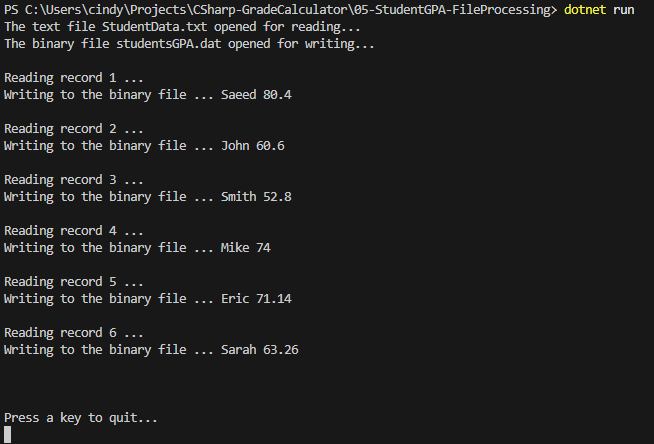 PS C:\Users\cindy\Projects\CSharp-GradeCalculator\05-StudentGPA-FileProcessing> dotnet run
The text file StudentData.txt opened for reading...
The binary file studentsGPA.dat opened for writing...
Reading record 1 ...
Writing to the binary file ... Saeed 80.4
Reading record 2 ...
Writing to the binary file ... John 60.6
Reading record 3 ...
Writing to the binary file ... Smith 52.8
Reading record 4 ...
Writing to the binary file ... Mike 74
Reading record 5 ...
Writing to the binary file ... Eric 71.14
Reading record 6 ...
Writing to the binary file ... Sarah 63.26
Press a key to quit...